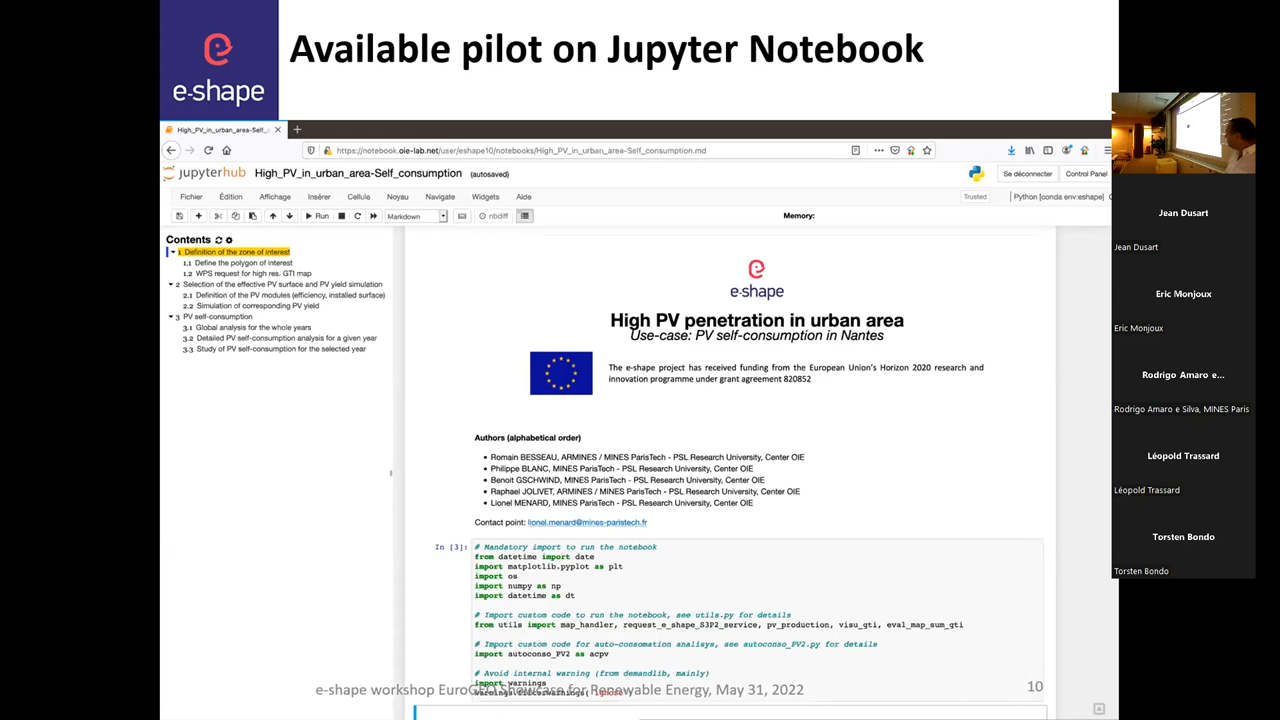 e-shape
Available pilot on Jupyter Notebook
High_PV_in_urban_area-Self_
https://notebook.oie-lab.net/user/eshape10/notebooks/High_PV_in_urban_area-Self_consumption.md
jupyterhub High_PV_in_urban_area-Self_consumption (autosaved)
Se déconnecter Control Panel
Fichier Édition Affichage Insérer Cellule Noyau Navigate Widgets Aide
Trusted Python [conda env:eshape]
Run Markdown nbdiff Memory:
Contents
1 Definition of the zone of interest
1.1 Define the polygon of interest
1.2 WPS request for high res. GTI map
2 Selection of the effective PV surface and PV yield simulation
2.1 Definition of the PV modules (efficiency, installed surface)
2.2 Simulation of corresponding PV yield
3 PV self-consumption
3.1 Global analysis for the whole years
3.2 Detailed PV self-consumption analysis for a given year
3.3 Study of PV self-consumption for the selected year
e-shape
High PV penetration in urban area
Use-case: PV self-consumption in Nantes
The e-shape project has received funding from the European Union's Horizon 2020 research and
innovation programme under grant agreement 820852
Authors (alphabetical order)
• Romain BESSEAU, ARMINES / MINES ParisTech - PSL Research University, Center OIE
• Philippe BLANC, MINES ParisTech - PSL Research University, Center OIE
• Benoit GSCHWIND, MINES ParisTech - PSL Research University, Center OIE
• Raphael JOLIVET, ARMINES / MINES ParisTech - PSL Research University, Center OIE
• Lionel MENARD, MINES ParisTech - PSL Research University, Center OIE
Contact point: lionel.menard@mines-paristech.fr
In [3]:
# Mandatory import to run the notebook
from datetime import date
import matplotlib.pyplot as plt
import os
import numpy as np
import datetime as dt
# Import custom code to run the notebook, see utils.py for details
from utils import map_handler, request_e_shape_S3P2_service, pv_production, visu_gti, eval_map_sum_gti
# Import custom code for auto-consomation analisys, see autoconso_PV2.py for details
import autoconso_PV2 as acpv
# Avoid internal warning (from demandlib, mainly)
import warnings
e-shape workshop EuroGEO Showcase for Renewable Energy, May 31, 2022
10
Jean Dusart
Jean Dusart
Eric Monjoux
Eric Monjoux
Rodrigo Amaro e...
Rodrigo Amaro e Silva, MINES Paris
Léopold Trassard
Léopold Trassard
Torsten Bondo
Torsten Bondo